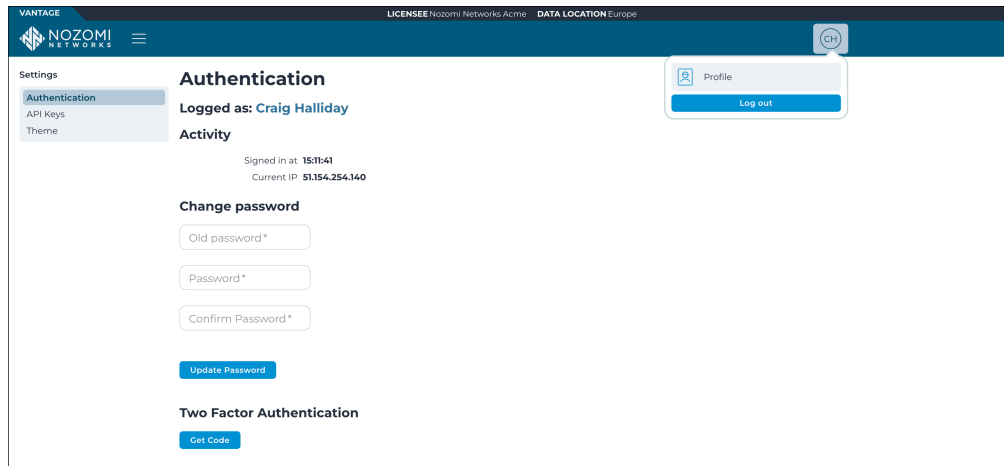 VANTAGE
LICENSEE Nozomi Networks Acme DATA LOCATION Europe
NOZOMI
NETWORKS
CH
Profile
Log out
Settings
Authentication
API Keys
Theme
Authentication
Logged as: Craig Halliday
Activity
Signed in at 15:11:41
Current IP 51.154.254.140
Change password
Old password*
Password*
Confirm Password*
Update Password
Two Factor Authentication
Get Code